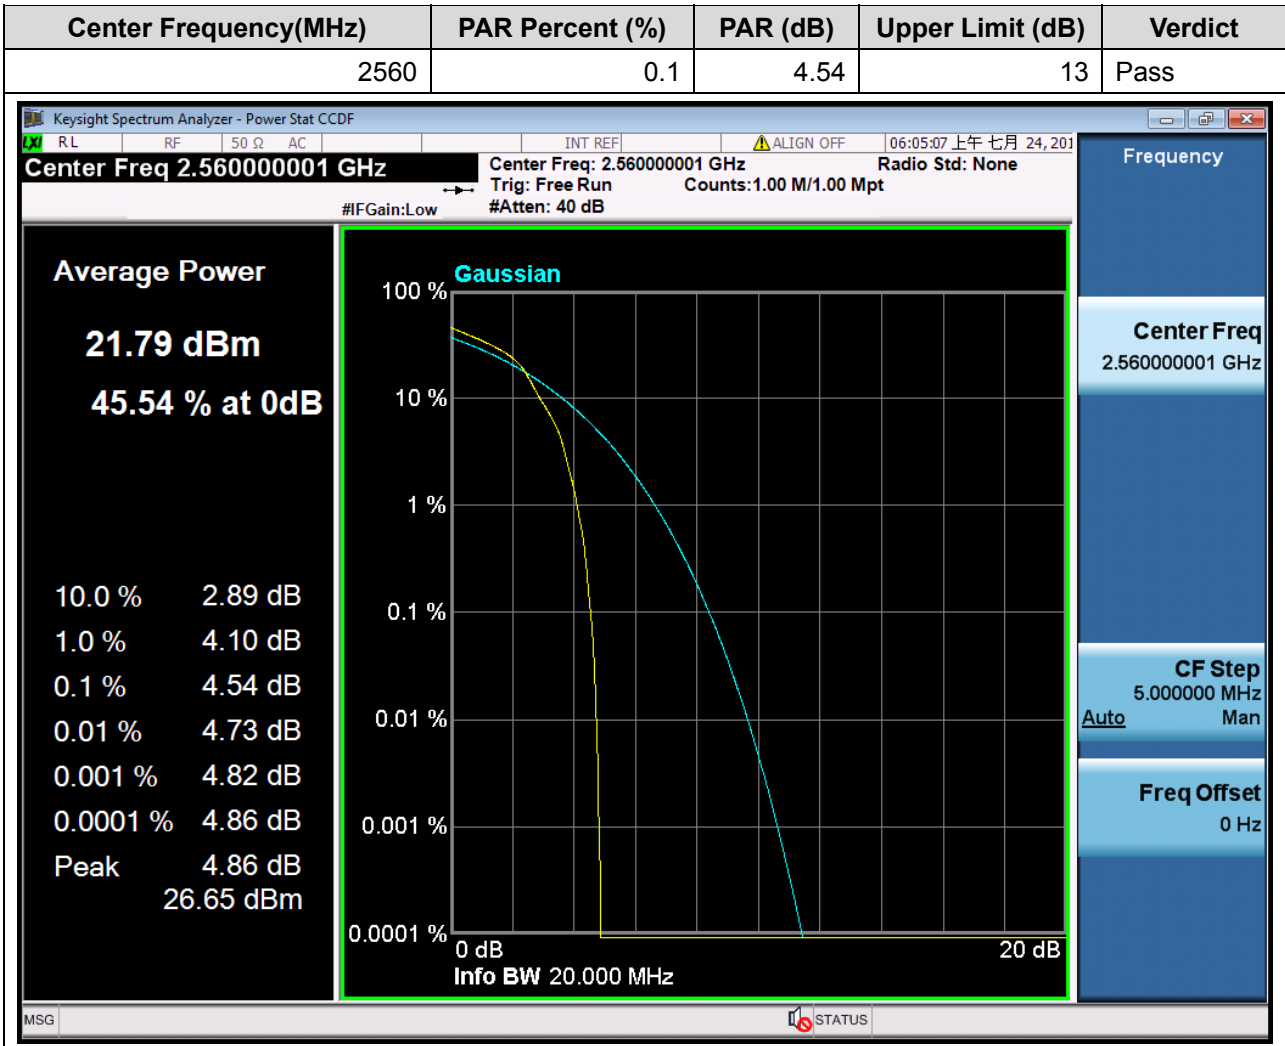 Center Frequency(MHz) PAR Percent (%) PAR (dB) Upper Limit (dB) Verdict
2560 0.1 4.54 13 Pass
Keysight Spectrum Analyzer - Power Stat CCDF
LXI RL RF 50 Ω AC INT REF ALIGN OFF 06:05:07 上午 七月 24, 201
Center Freq 2.560000001 GHz
Center Freq: 2.560000001 GHz Radio Std: None
Trig: Free Run Counts:1.00 M/1.00 Mpt
#IFGain:Low #Atten: 40 dB
Average Power
21.79 dBm
45.54 % at 0dB
10.0 % 2.89 dB
1.0 % 4.10 dB
0.1 % 4.54 dB
0.01 % 4.73 dB
0.001 % 4.82 dB
0.0001 % 4.86 dB
Peak 4.86 dB
26.65 dBm
Gaussian
100 %
10 %
1 %
0.1 %
0.01 %
0.001 %
0.0001 %
0 dB 20 dB
Info BW 20.000 MHz
Frequency
Center Freq
2.560000001 GHz
CF Step
5.000000 MHz
Auto Man
Freq Offset
0 Hz
MSG STATUS